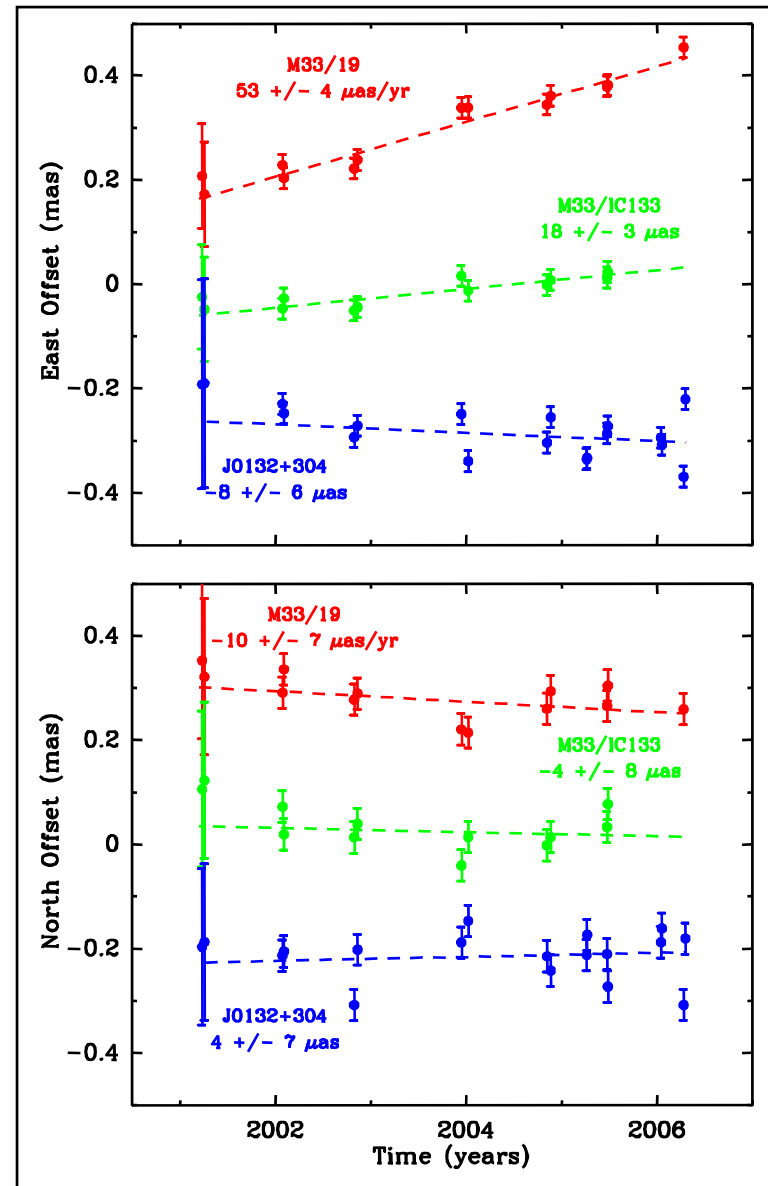 M33/19
53 +/− 4 μas/yr
0.4
0.2
M33/IC133
18 +/− 3 μas
0
−0.2
J0132+304
−8 +/− 6 μas
−0.4
East Offset (mas)
M33/19
−10 +/− 7 μas/yr
0.4
0.2
M33/IC133
−4 +/− 8 μas
0
−0.2
J0132+304
4 +/− 7 μas
−0.4
North Offset (mas)
2002 2004 2006
Time (years)